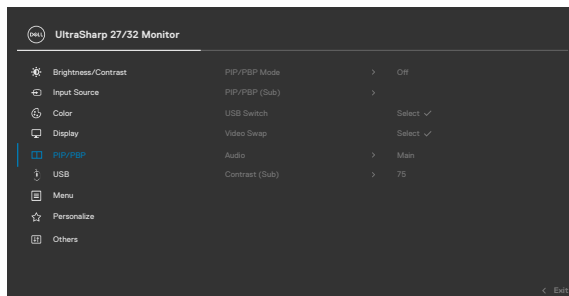 DELL UltraSharp 27/32 Monitor
Brightness/Contrast PIP/PBP Mode > Off
Input Source PIP/PBP (Sub) >
Color USB Switch Select ✓
Display Video Swap Select ✓
PIP/PBP Audio > Main
USB Contrast (Sub) > 75
Menu
Personalize
Others
< Exit